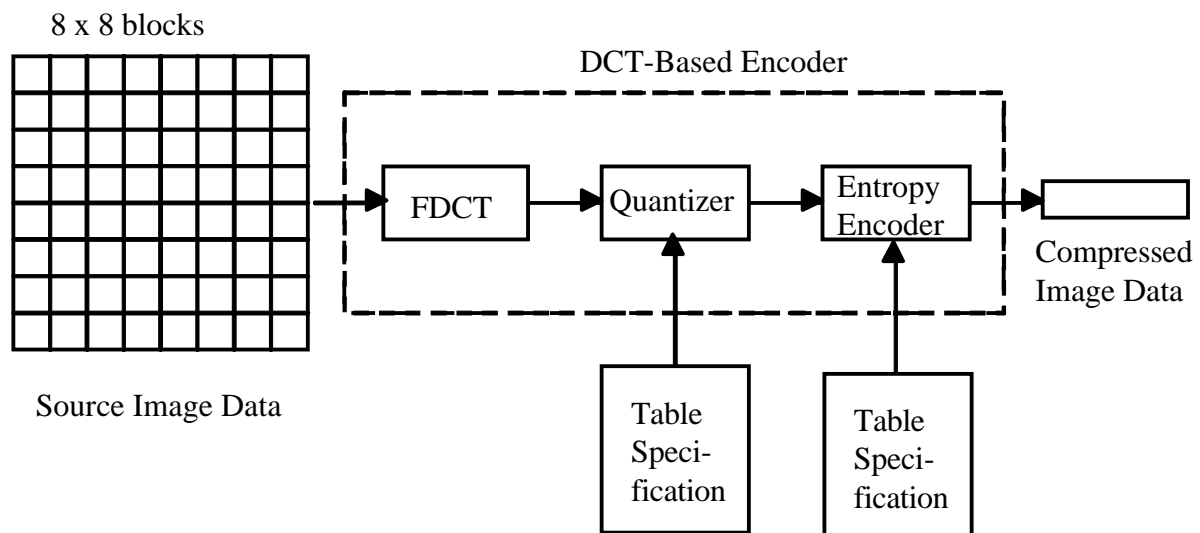 8 x 8 blocks
DCT-Based Encoder
FDCT
Quantizer
Entropy
Encoder
Compressed
Image Data
Source Image Data
Table
Speci-
fication
Table
Speci-
fication